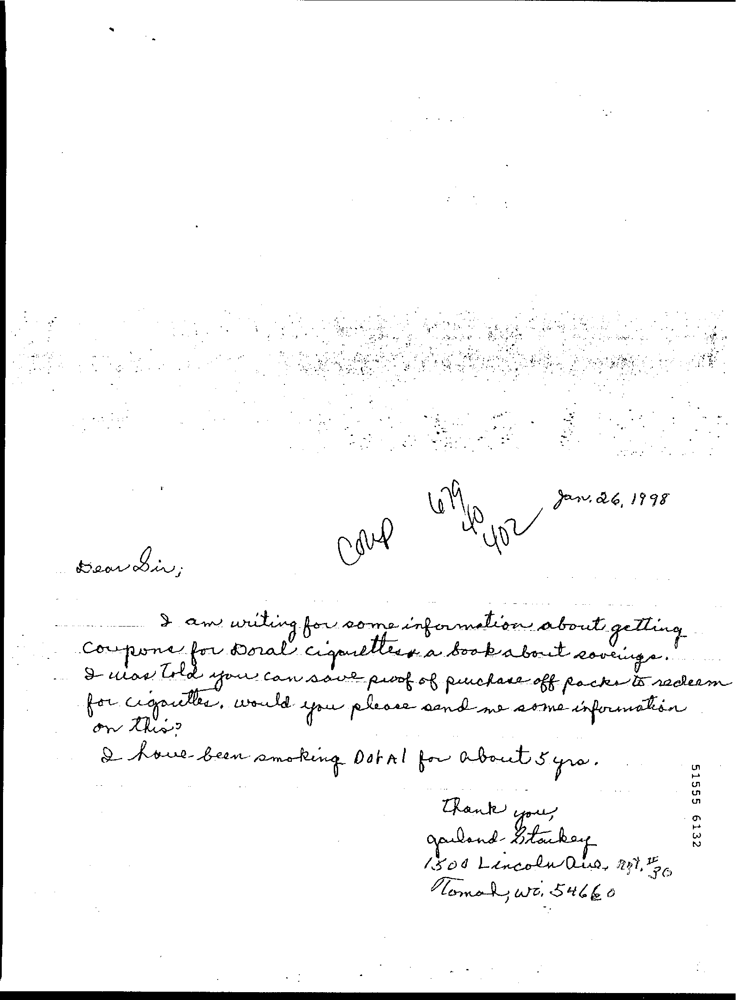 Jan. 26, 1998
Coup 679 40 402
Dear Sir;
I am writing for some information about getting
Coupons for Doral cigarettes & a book about saveings.
I was Told you can save proof of purchase off packs to redeem
for cigarettes, would you please send me some information
on this?
I have been smoking DorAl for about 5 yrs.
Thank you,
Garland Starkey
1500 Lincoln Ave, Apt.
Tomah, Wi. 54660
51555 6132